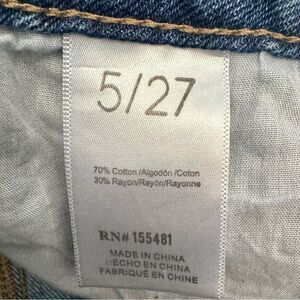 5/27
70% Cotton /Algodón /Coton
30% Rayon/Rayón/Rayonne
RN# 155481
MADE IN CHINA
HECHO EN CHINA
FABRIQUÉ EN CHINE